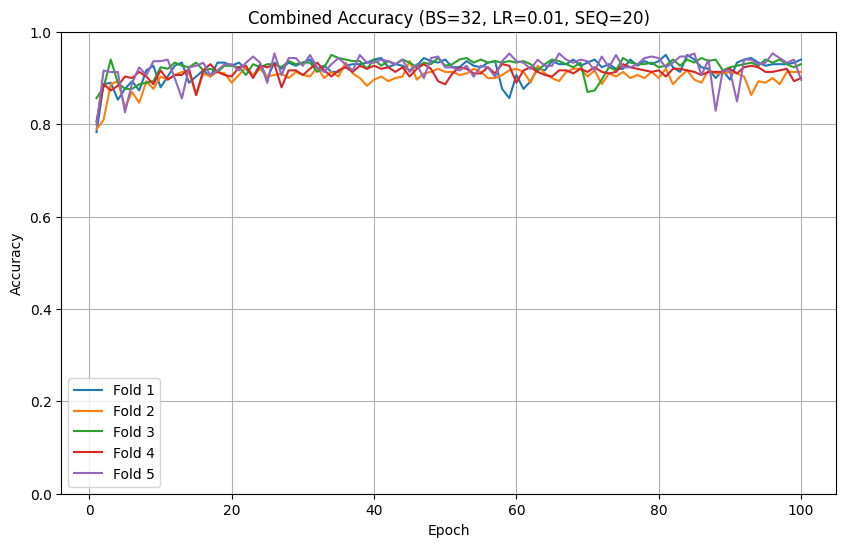 Combined Accuracy (BS=32, LR=0.01, SEQ=20)
1.0
0.8
0.6
0.4
0.2
0.0
Accuracy
Fold 1
Fold 2
Fold 3
Fold 4
Fold 5
0 20 40 60 80 100
Epoch